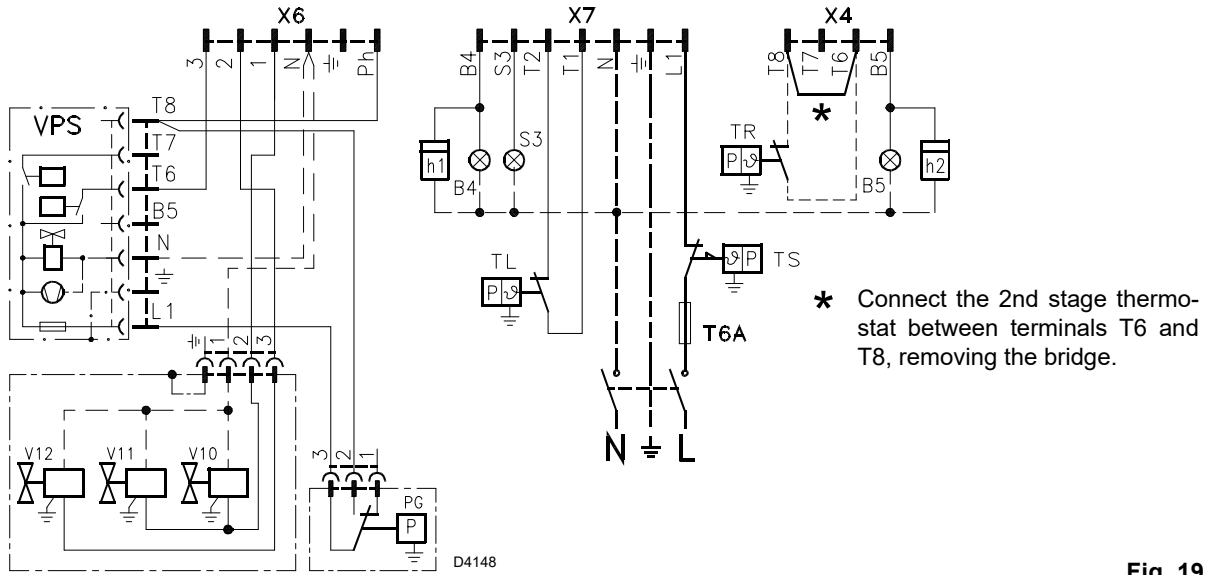 X6
X7
X4
3
2
1
N
Ph
B4
S3
T2
T1
N
L1
T8
T7
T6
B5
VPS
T8
T7
T6
B5
N
L1
h1
B4
S3
TR
P ϑ
B5
h2
TL
P ϑ
ϑ P
TS
T6A
* Connect the 2nd stage thermo-
stat between terminals T6 and
T8, removing the bridge.
*
1
2
3
N
L
V12
V11
V10
3
2
1
PG
P
D4148
Fig. 19